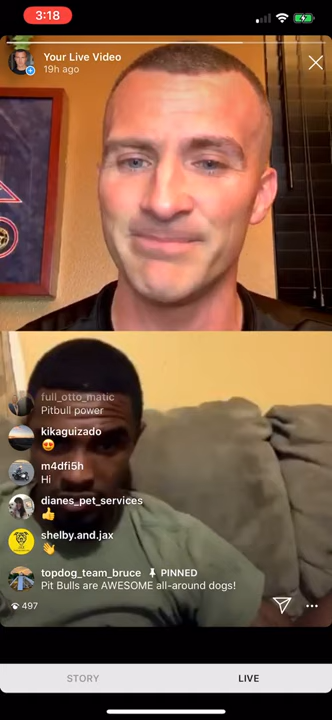 3:18
Your Live Video
19h ago
full_otto_matic
Pitbull power
kikaguizado
😍
m4dfi5h
Hi
dianes_pet_services
👍
shelby.and.jax
👋
topdog_team_bruce PINNED
Pit Bulls are AWESOME all-around dogs!
497
STORY LIVE